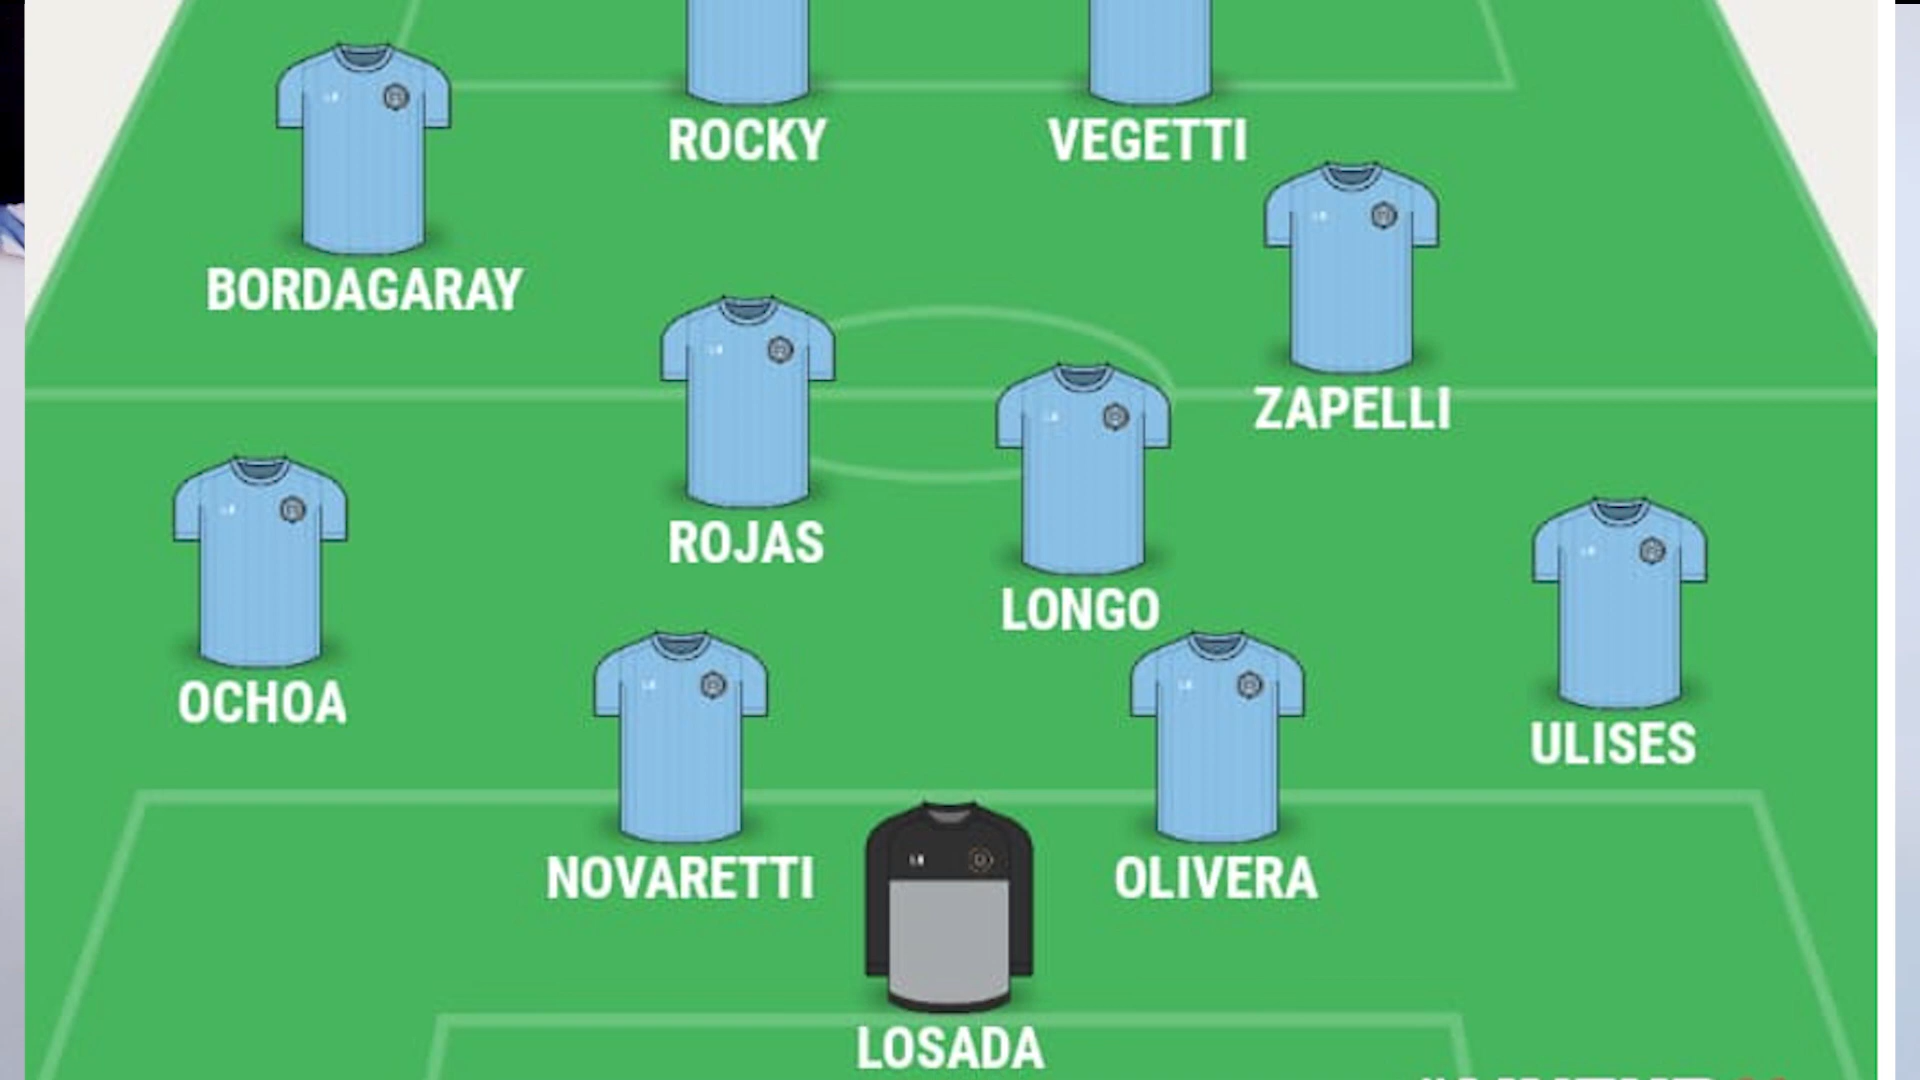 ROCKY
VEGETTI
BORDAGARAY
ZAPELLI
ROJAS
LONGO
OCHOA
ULISES
NOVARETTI
OLIVERA
LOSADA